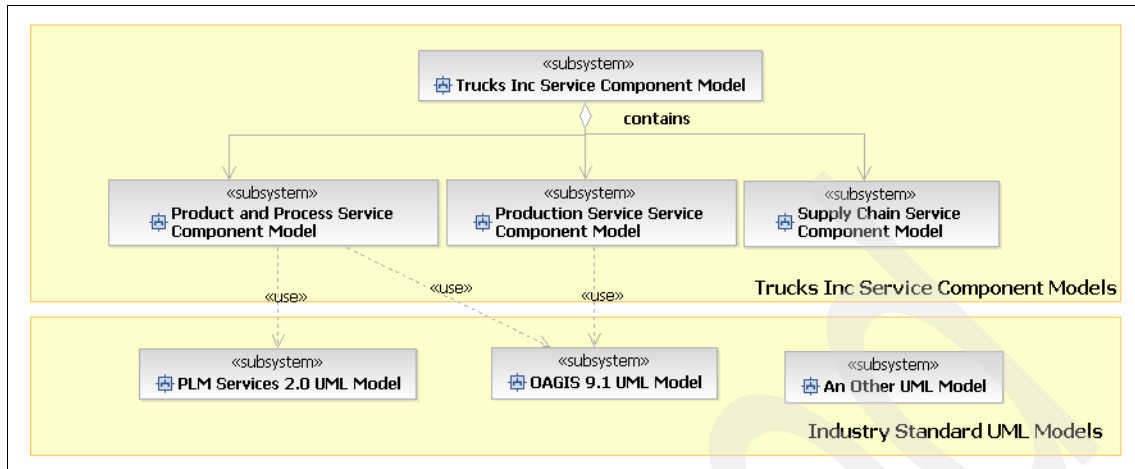 «subsystem»
Trucks Inc Service Component Model
contains
«subsystem»
Product and Process Service
Component Model
«subsystem»
Production Service Service
Component Model
«subsystem»
Supply Chain Service
Component Model
«use»
«use»
«use»
Trucks Inc Service Component Models
«subsystem»
PLM Services 2.0 UML Model
«subsystem»
OAGIS 9.1 UML Model
«subsystem»
An Other UML Model
Industry Standard UML Models